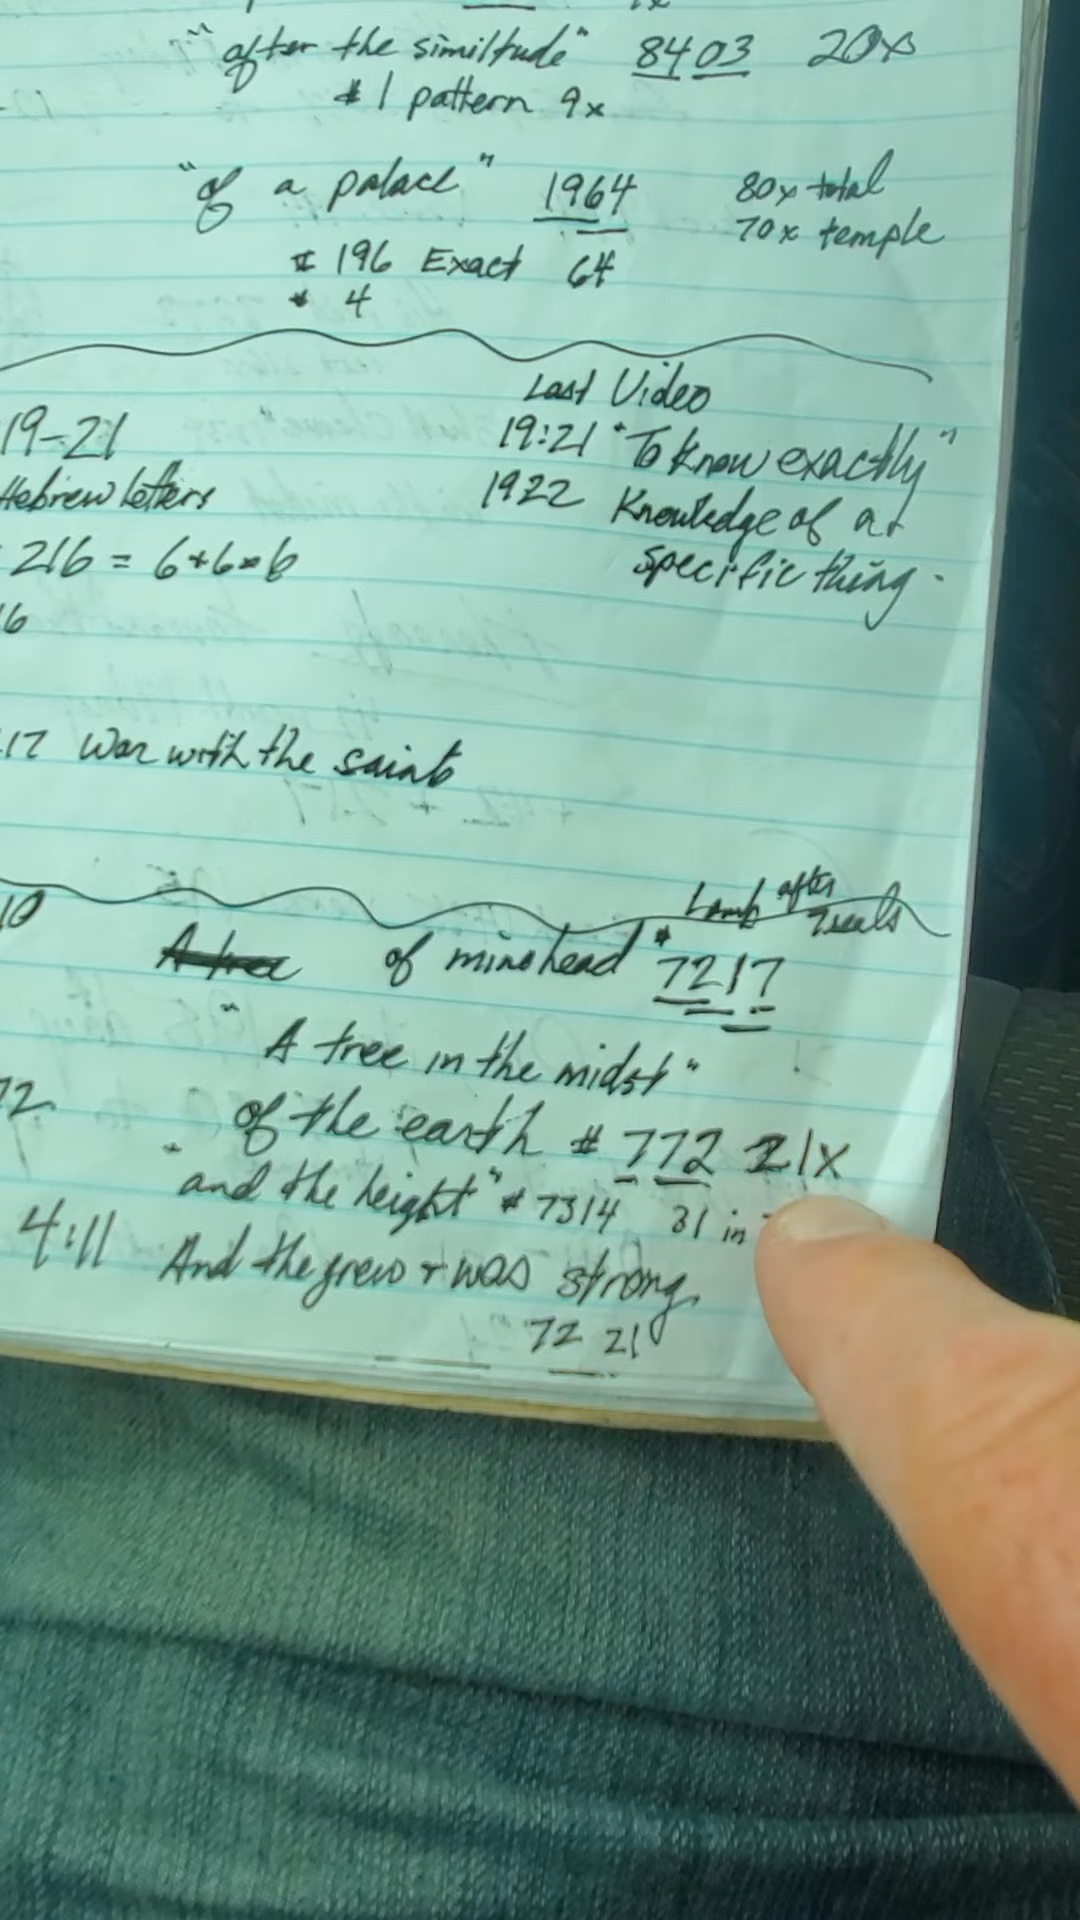 "after the similtude" 8403 20x
# 1 pattern 9x
"of a palace" 1964 80x total
70x temple
# 196 Exact 64
* 4
Last Video
19-21 19:21 "To know exactly"
Hebrew letters 1922 Knowledge of a
specific thing.
216 = 6+6+6
16
17 War with the saints
Lamb after
7 seals
10 of mine head # 7217
"A tree in the midst"
72 of the earth # 772 21x
"and the height" # 7314 31 in
4:11 And the grew + was strong
72 21